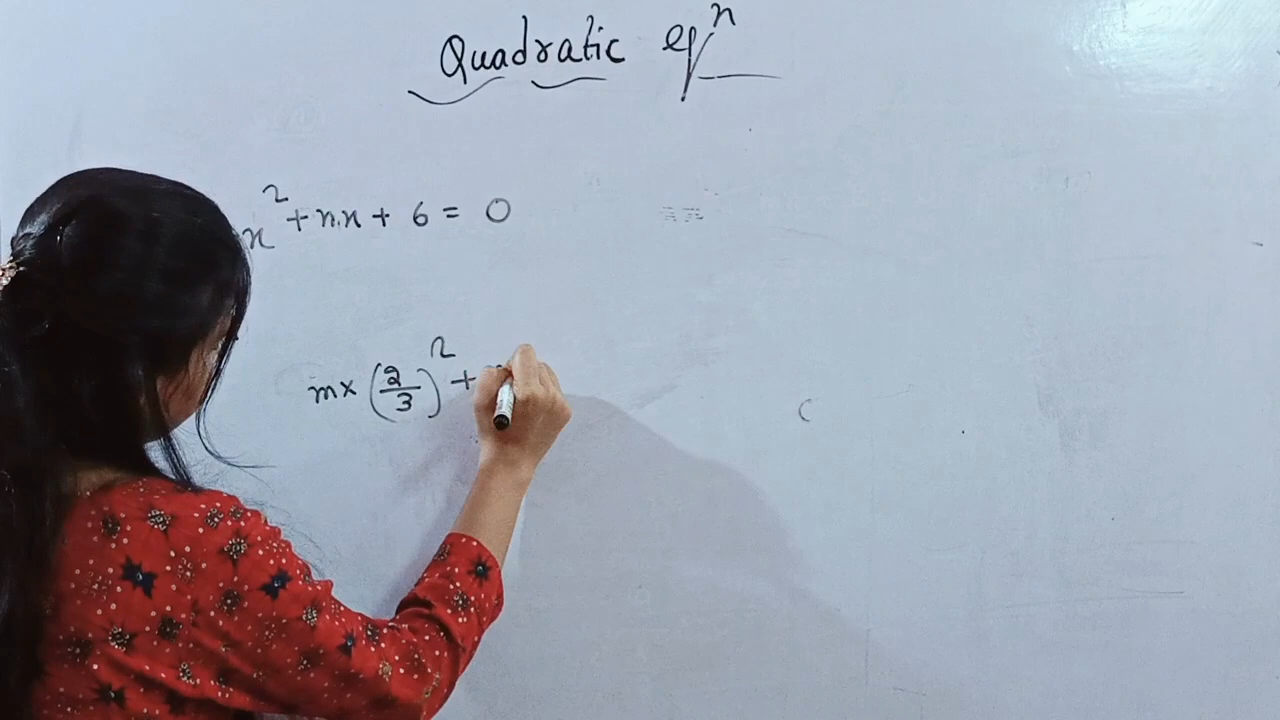 Quadratic eqⁿ
x² + nx + 6 = 0
m × (2/3)² +